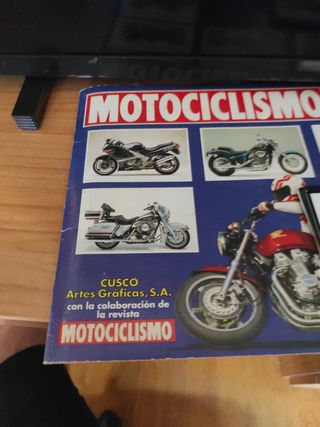 MOTOCICLISMO
CUSCO
Artes Gráficas, S.A.
con la colaboración de
la revista
MOTOCICLISMO